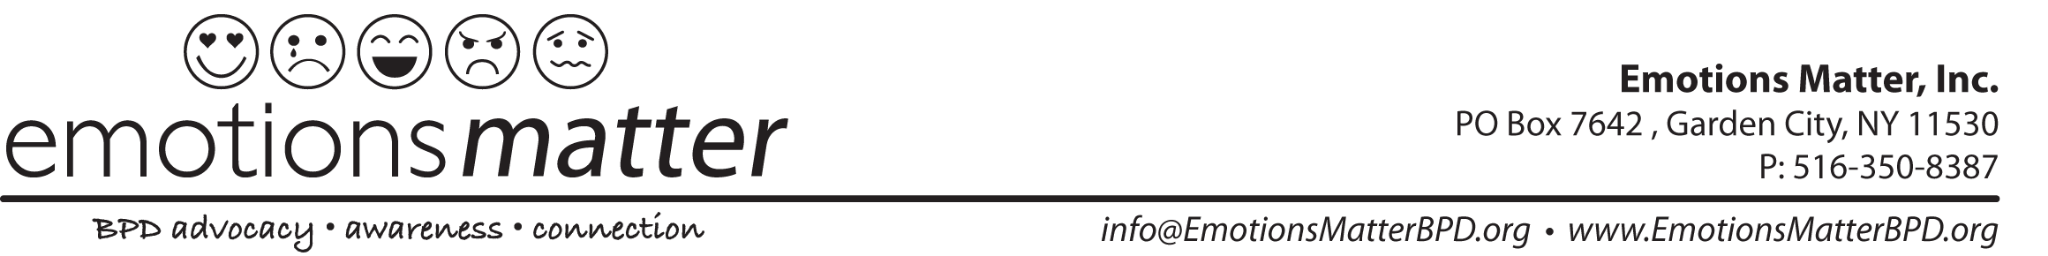 emotionsmatter
BPD advocacy • awareness • connection
Emotions Matter, Inc.
PO Box 7642 , Garden City, NY 11530
P: 516-350-8387
info@EmotionsMatterBPD.org • www.EmotionsMatterBPD.org